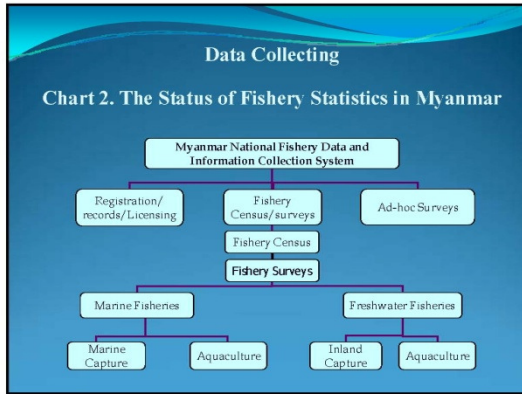 Data Collecting
Chart 2. The Status of Fishery Statistics in Myanmar
Myanmar National Fishery Data and
Information Collection System
Registration/
records/Licensing
Fishery
Census/surveys
Ad-hoc Surveys
Fishery Census
Fishery Surveys
Marine Fisheries
Freshwater Fisheries
Marine
Capture
Aquaculture
Inland
Capture
Aquaculture